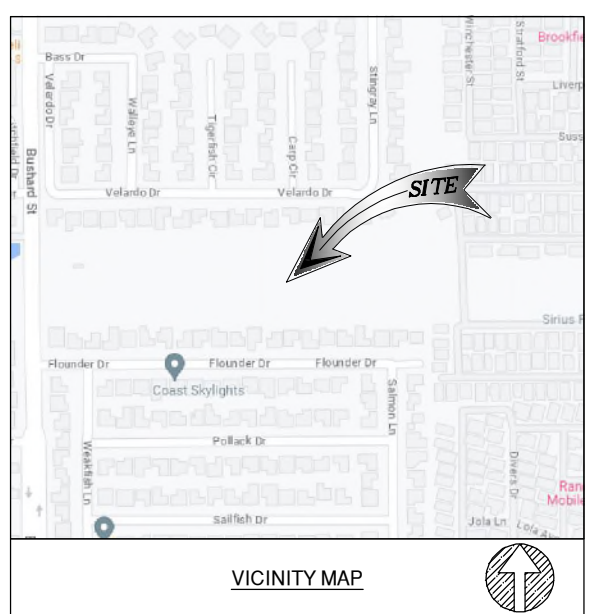 Brookfie
Winchester St
Stratford St
Bass Dr
Velardo Dr
Walleye Ln
Tigerfish Cir
Carp Cir
Stingray Ln
Liverp
Suss
Bushard St
Velardo Dr
Velardo Dr
SITE
Sirius
Flounder Dr
Flounder Dr
Flounder Dr
Coast Skylights
Salmon Ln
Pollack Dr
Weakfish Ln
Divers Dr
Ran
Mobile
Sailfish Dr
Jola Ln
Lola Av
VICINITY MAP